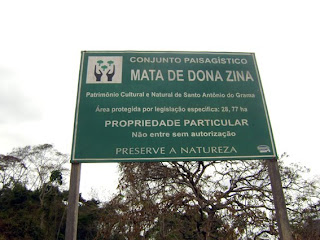 CONJUNTO PAISAGÍSTICO
MATA DE DONA ZINA
Patrimônio Cultural e Natural de Santo Antônio do Grama
Área protegida por legislação específica: 28, 77 ha
PROPRIEDADE PARTICULAR
Não entre sem autorização
PRESERVE A NATUREZA